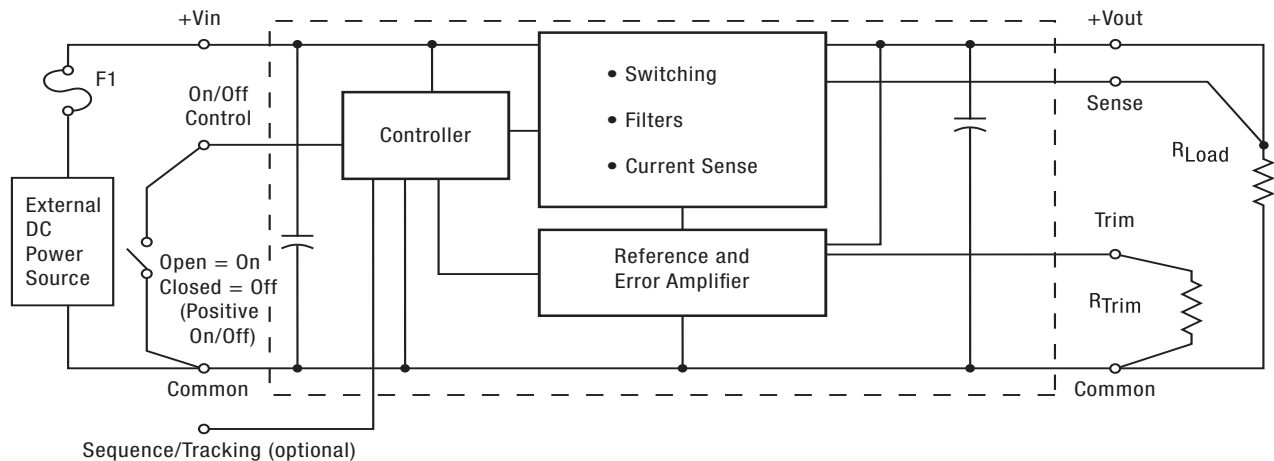 +Vin
+Vout
F1
On/Off
Control
Controller
• Switching
• Filters
• Current Sense
Sense
RLoad
External
DC
Power
Source
Open = On
Closed = Off
(Positive
On/Off)
Reference and
Error Amplifier
Trim
RTrim
Common
Common
Sequence/Tracking (optional)